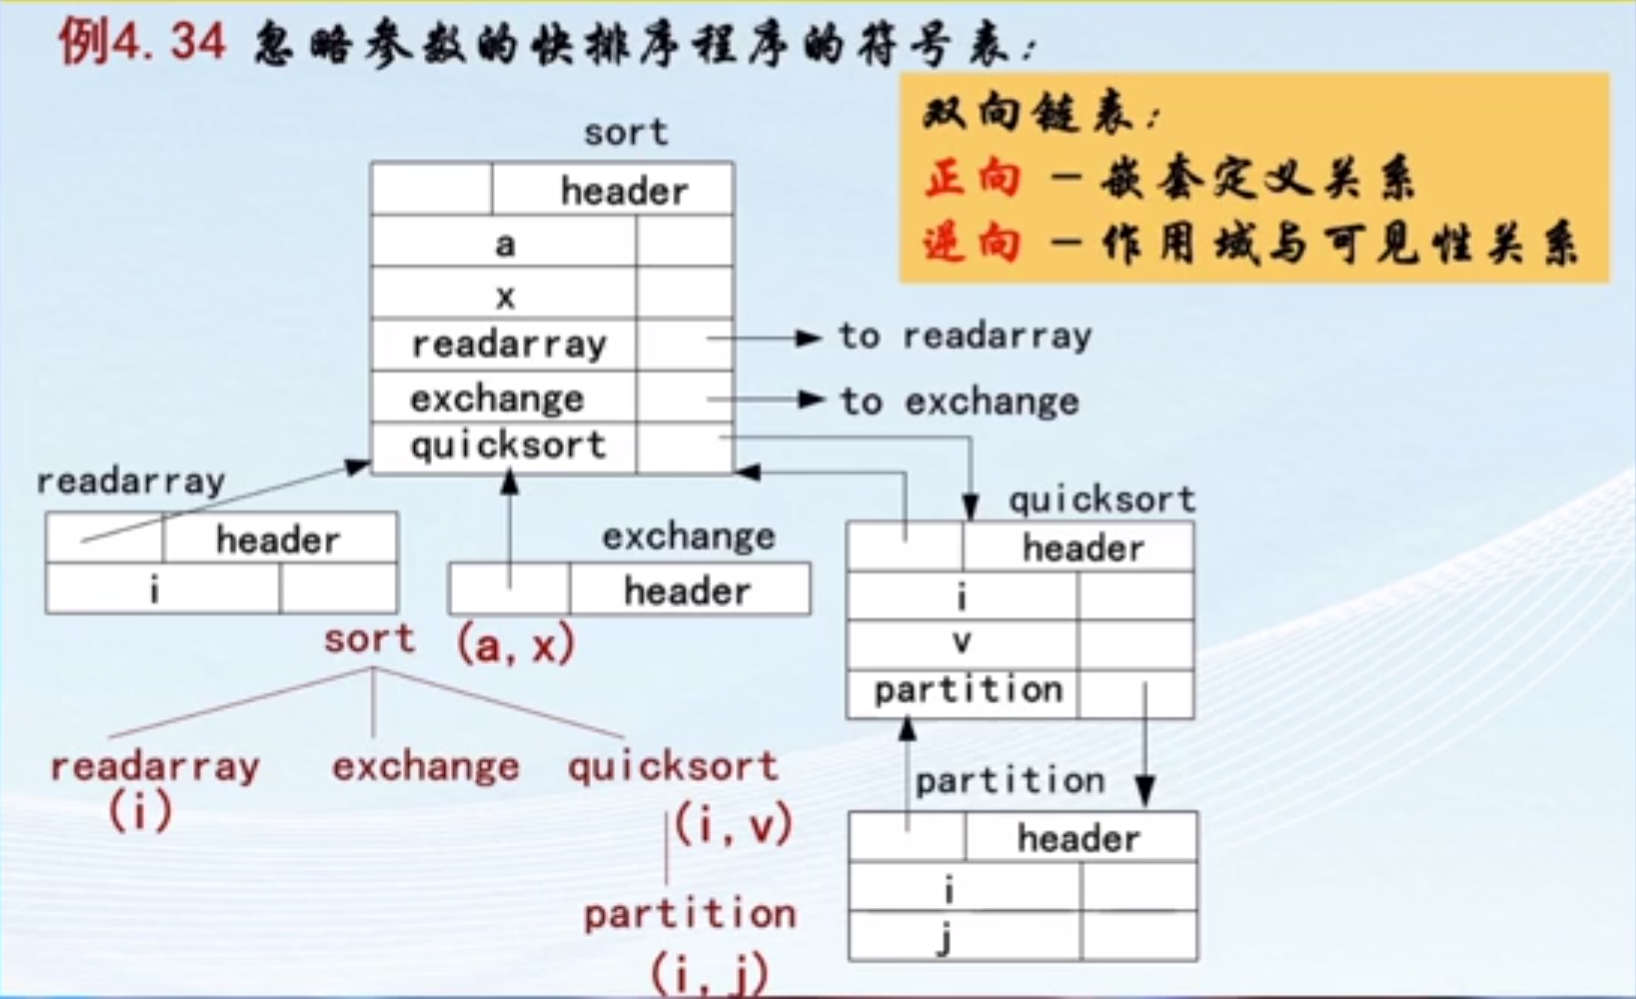 例4.34 忽略参数的快排序程序的符号表：
双向链表：
正向 - 嵌套定义关系
逆向 - 作用域与可见性关系
sort
header
a
x
readarray
to readarray
exchange
to exchange
quicksort
readarray
header
i
exchange
header
quicksort
header
i
v
partition
partition
header
i
j
sort (a,x)
readarray exchange quicksort
(i) (i,v)
partition
(i,j)